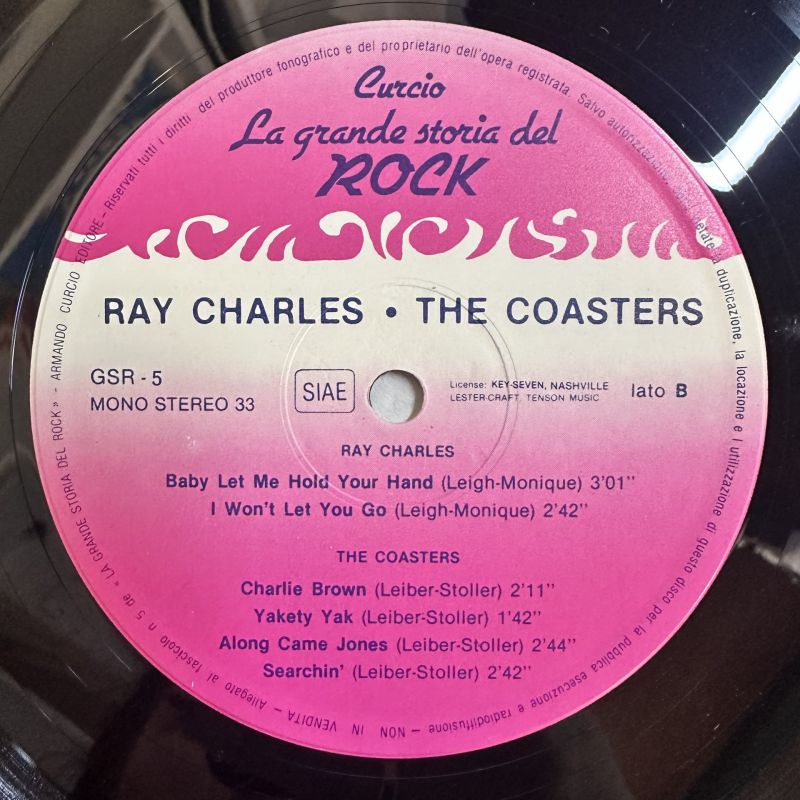 Curcio
La grande storia del
ROCK
RAY CHARLES • THE COASTERS
GSR - 5
MONO STEREO 33
SIAE
License: KEY-SEVEN, NASHVILLE
LESTER-CRAFT, TENSON MUSIC
lato B
RAY CHARLES
Baby Let Me Hold Your Hand (Leigh-Monique) 3'01''
I Won't Let You Go (Leigh-Monique) 2'42''
THE COASTERS
Charlie Brown (Leiber-Stoller) 2'11''
Yakety Yak (Leiber-Stoller) 1'42''
Along Came Jones (Leiber-Stoller) 2'44''
Searchin' (Leiber-Stoller) 2'42''
NON IN VENDITA - Allegato al fascicolo n 5 de « LA GRANDE STORIA DEL ROCK » - ARMANDO CURCIO EDITORE - Riservati tutti i diritti del produttore fonografico e del proprietario dell'opera registrata. Salvo autorizzazione, vietate la duplicazione, la locazione e l utilizzazione di questo disco per la pubblica esecuzione e radiodiffusione